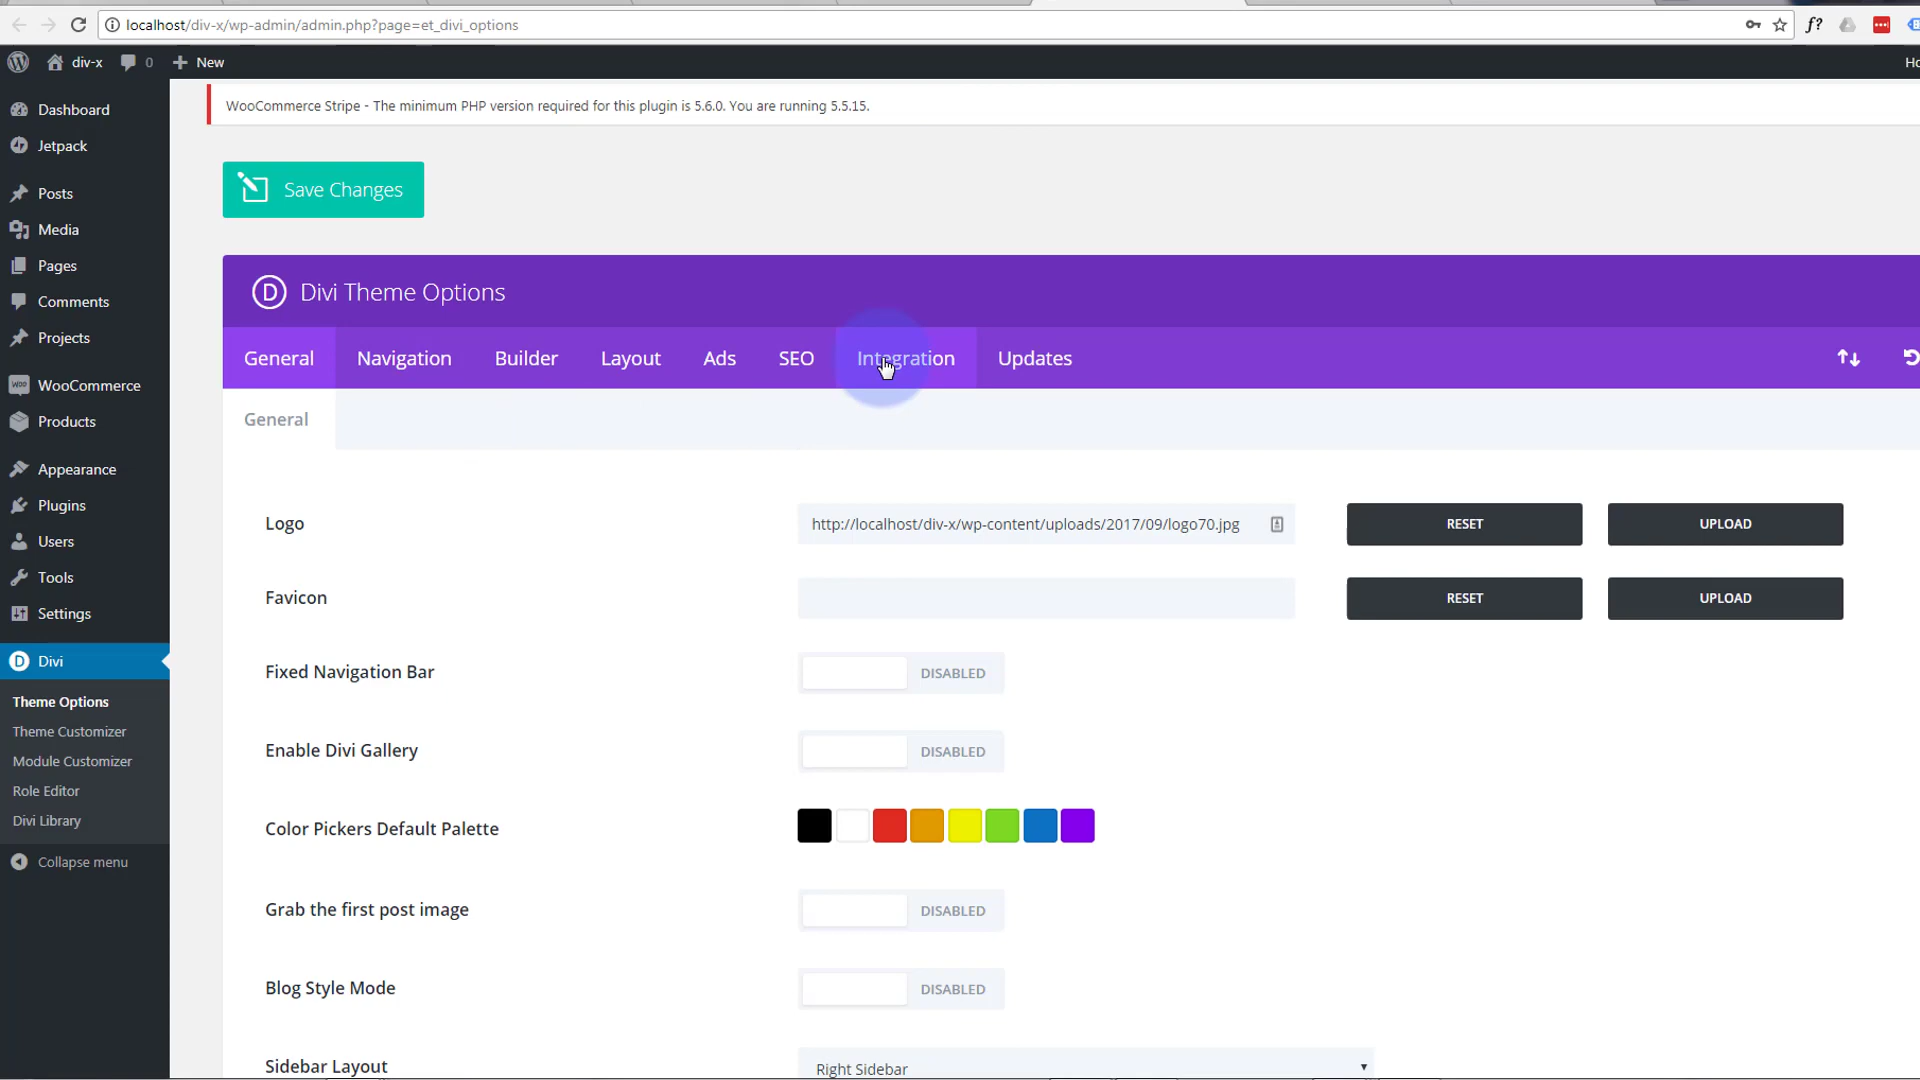 localhost/div-x/wp-admin/admin.php?page=et_divi_options
f?
div-x 0 New
WooCommerce Stripe - The minimum PHP version required for this plugin is 5.6.0. You are running 5.5.15.
Dashboard
Jetpack
Posts
Media
Pages
Comments
Projects
WooCommerce
Products
Appearance
Plugins
Users
Tools
Settings
Divi
Theme Options
Theme Customizer
Module Customizer
Role Editor
Divi Library
Collapse menu
Save Changes
D Divi Theme Options
General Navigation Builder Layout Ads SEO Integration Updates
General
Logo http://localhost/div-x/wp-content/uploads/2017/09/logo70.jpg RESET UPLOAD
Favicon RESET UPLOAD
Fixed Navigation Bar DISABLED
Enable Divi Gallery DISABLED
Color Pickers Default Palette
Grab the first post image DISABLED
Blog Style Mode DISABLED
Sidebar Layout Right Sidebar